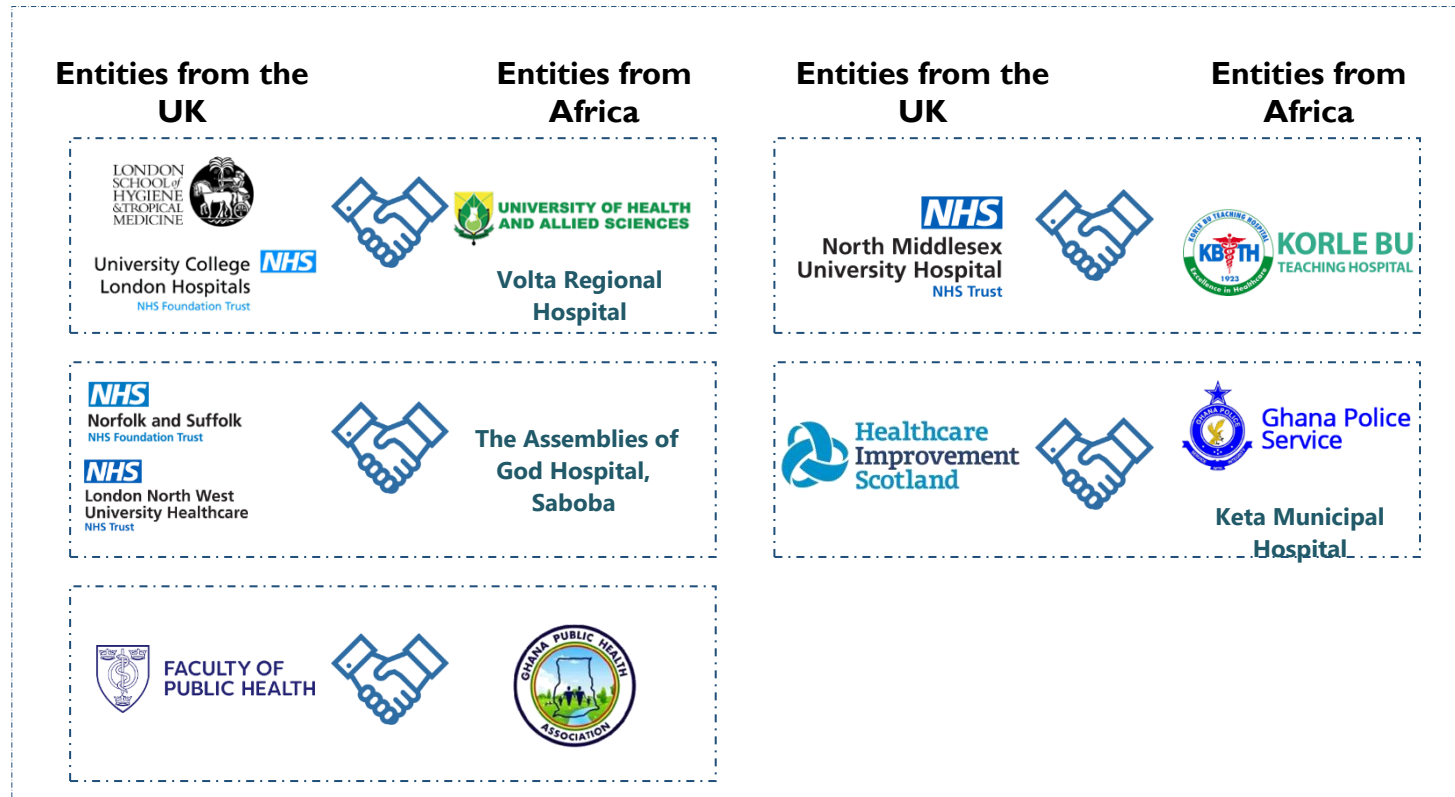 Entities from the
UK
Entities from
Africa
LONDON
SCHOOL of
HYGIENE
& TROPICAL
MEDICINE
University College NHS
London Hospitals
NHS Foundation Trust
UNIVERSITY OF HEALTH
AND ALLIED SCIENCES
Volta Regional
Hospital
NHS
Norfolk and Suffolk
NHS Foundation Trust
NHS
London North West
University Healthcare
NHS Trust
The Assemblies of
God Hospital,
Saboba
FACULTY OF
PUBLIC HEALTH
GHANA PUBLIC HEALTH
ASSOCIATION
Entities from the
UK
Entities from
Africa
NHS
North Middlesex
University Hospital
NHS Trust
KORLE BU TEACHING HOSPITAL
KBTH
1923
Excellence in Healthcare
KORLE BU
TEACHING HOSPITAL
Healthcare
Improvement
Scotland
GHANA POLICE
Ghana Police
Service
Keta Municipal
Hospital